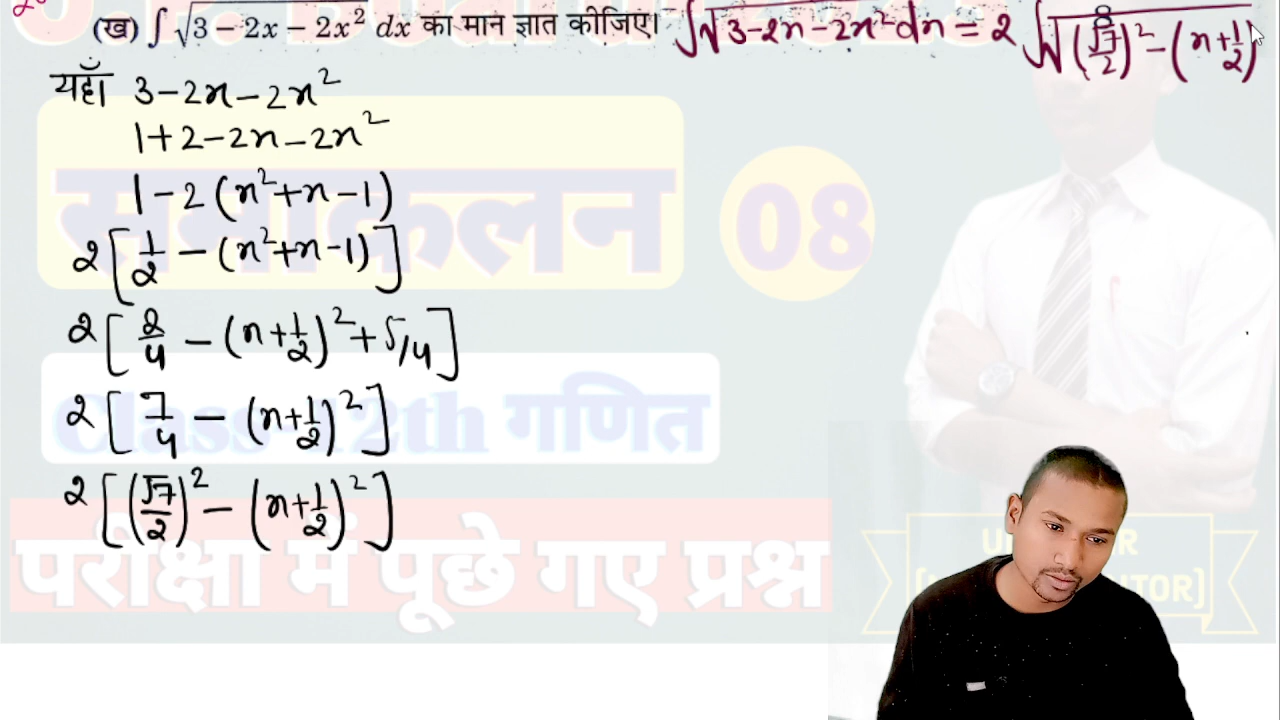 (ख) ∫ √3 − 2x − 2x² dx का मान ज्ञात कीजिए। ∫√3-2x-2x² dx = 2 ∫√(√7/2)² - (x+1/2)²
यहाँ 3-2x-2x²
1+2-2x-2x²
1-2(x²+x-1)
2[1/2 - (x²+x-1)]
2[2/4 - (x+1/2)²+5/4]
2[7/4 - (x+1/2)²]
2[(√7/2)² - (x+1/2)²]
समाकलन 08
Class 12th गणित
परीक्षा में पूछे गए प्रश्न